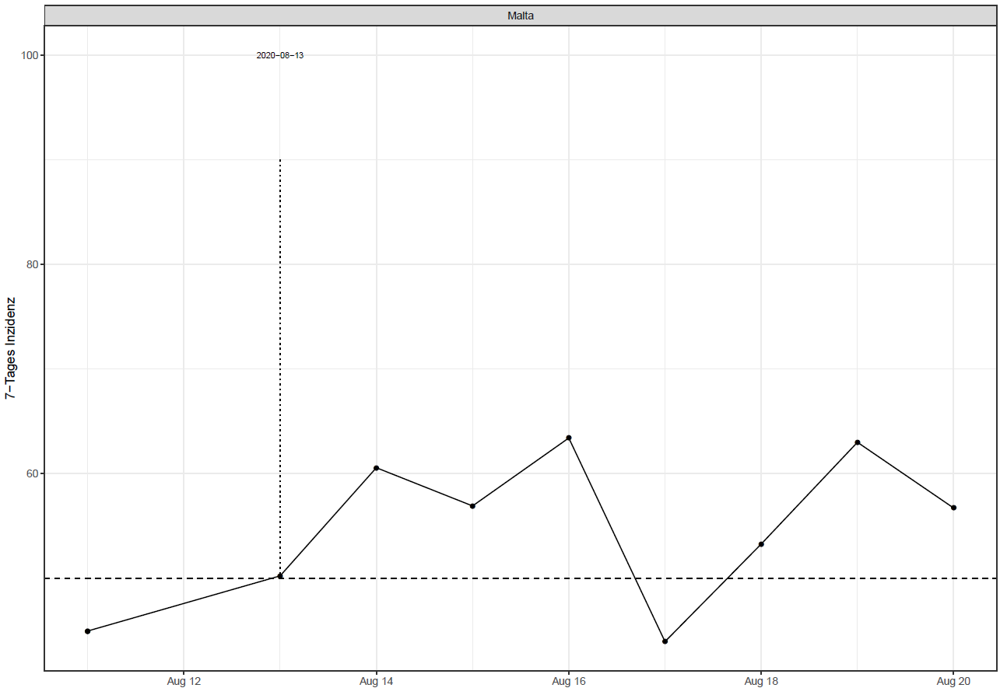 Malta
100
2020-08-13
80
7-Tages Inzidenz
60
Aug 12
Aug 14
Aug 16
Aug 18
Aug 20